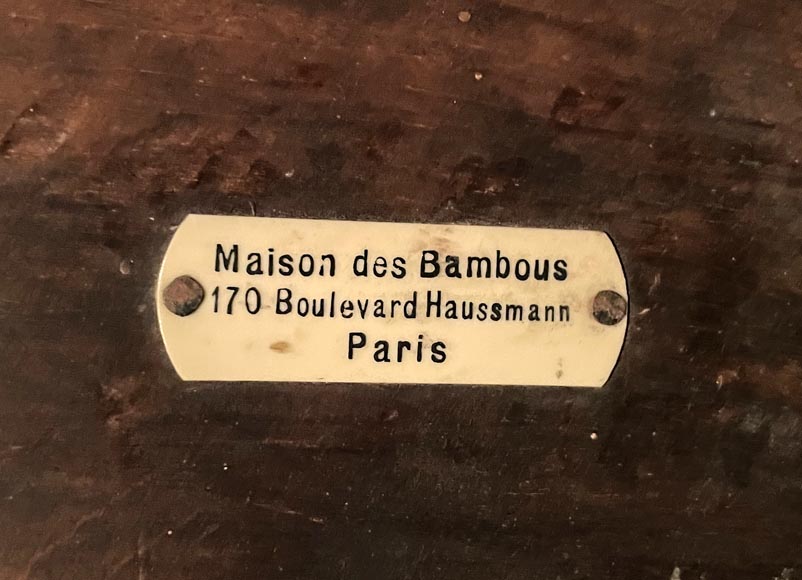 Maison des Bambous
170 Boulevard Haussmann
Paris